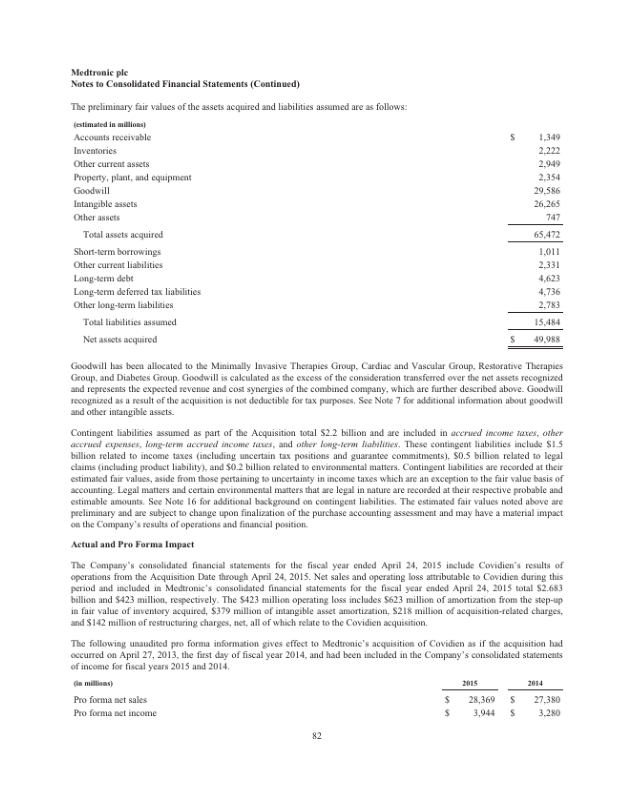 Medtronic plc
Notes to Consolidated Financial Statements (Continued)
The preliminary fair values of the assets acquired and liabilities assumed are as follows:
(estimated in millions)
Accounts receivable $ 1,349
Inventories 2,222
Other current assets 2,949
Property, plant, and equipment 2,354
Goodwill 29,586
Intangible assets 26,265
Other assets 747
Total assets acquired 65,472
Short-term borrowings 1,011
Other current liabilities 2,331
Long-term debt 4,623
Long-term deferred tax liabilities 4,736
Other long-term liabilities 2,783
Total liabilities assumed 15,484
Net assets acquired $ 49,988
Goodwill has been allocated to the Minimally Invasive Therapies Group, Cardiac and Vascular Group, Restorative Therapies
Group, and Diabetes Group. Goodwill is calculated as the excess of the consideration transferred over the net assets recognized
and represents the expected revenue and cost synergies of the combined company, which are further described above. Goodwill
recognized as a result of the acquisition is not deductible for tax purposes. See Note 7 for additional information about goodwill
and other intangible assets.
Contingent liabilities assumed as part of the Acquisition total $2.2 billion and are included in accrued income taxes, other
accrued expenses, long-term accrued income taxes, and other long-term liabilities. These contingent liabilities include $1.5
billion related to income taxes (including uncertain tax positions and guarantee commitments), $0.5 billion related to legal
claims (including product liability), and $0.2 billion related to environmental matters. Contingent liabilities are recorded at their
estimated fair values, aside from those pertaining to uncertainty in income taxes which are an exception to the fair value basis of
accounting. Legal matters and certain environmental matters that are legal in nature are recorded at their respective probable and
estimable amounts. See Note 16 for additional background on contingent liabilities. The estimated fair values noted above are
preliminary and are subject to change upon finalization of the purchase accounting assessment and may have a material impact
on the Company's results of operations and financial position.
Actual and Pro Forma Impact
The Company's consolidated financial statements for the fiscal year ended April 24, 2015 include Covidien's results of
operations from the Acquisition Date through April 24, 2015. Net sales and operating loss attributable to Covidien during this
period and included in Medtronic's consolidated financial statements for the fiscal year ended April 24, 2015 total $2.683
billion and $423 million, respectively. The $423 million operating loss includes $623 million of amortization from the step-up
in fair value of inventory acquired, $379 million of intangible asset amortization, $218 million of acquisition-related charges,
and $142 million of restructuring charges, net, all of which relate to the Covidien acquisition.
The following unaudited pro forma information gives effect to Medtronic's acquisition of Covidien as if the acquisition had
occurred on April 27, 2013, the first day of fiscal year 2014, and had been included in the Company's consolidated statements
of income for fiscal years 2015 and 2014.
(in millions) 2015 2014
Pro forma net sales $ 28,369 $ 27,380
Pro forma net income $ 3,944 $ 3,280
82